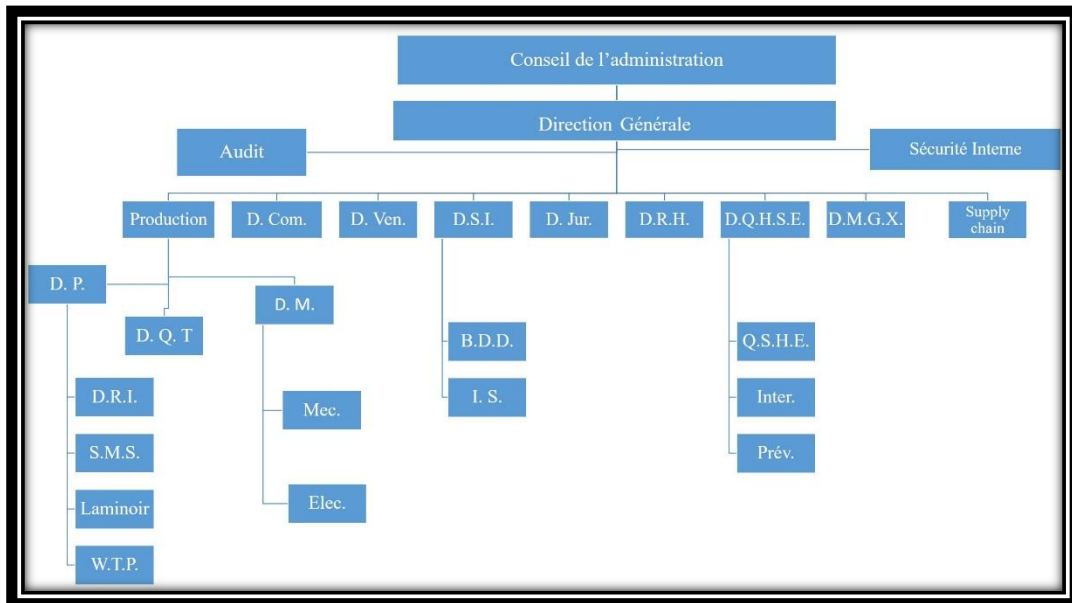 Conseil de l'administration
Direction Générale
Audit
Sécurité Interne
Production
D. Com.
D. Ven.
D.S.I.
D. Jur.
D.R.H.
D.Q.H.S.E.
D.M.G.X.
Supply
chain
D. P.
D. M.
D. Q. T
B.D.D.
Q.S.H.E.
D.R.I.
Mec.
I. S.
Inter.
S.M.S.
Prév.
Laminoir
Elec.
W.T.P.